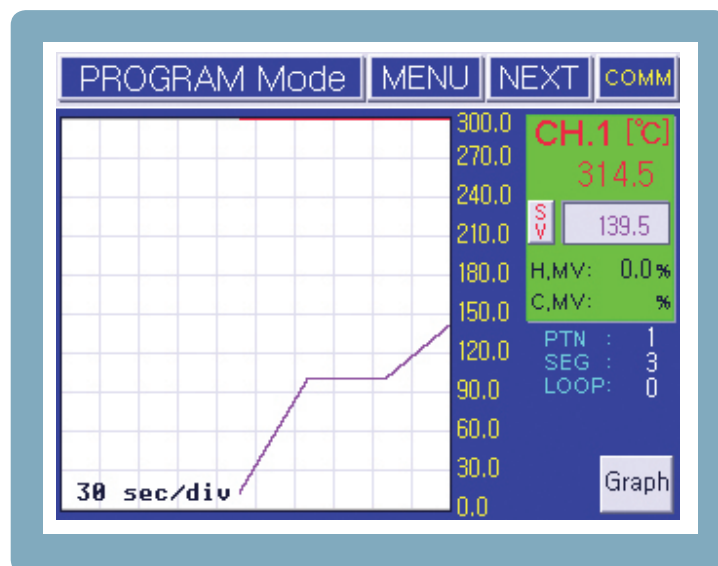 PROGRAM Mode MENU NEXT COMM
300.0
270.0
240.0
210.0
180.0
150.0
120.0
90.0
60.0
30.0
0.0
30 sec/div
CH.1 [℃]
314.5
SV 139.5
H,MV: 0.0 %
C,MV: %
PTN : 1
SEG : 3
LOOP: 0
Graph